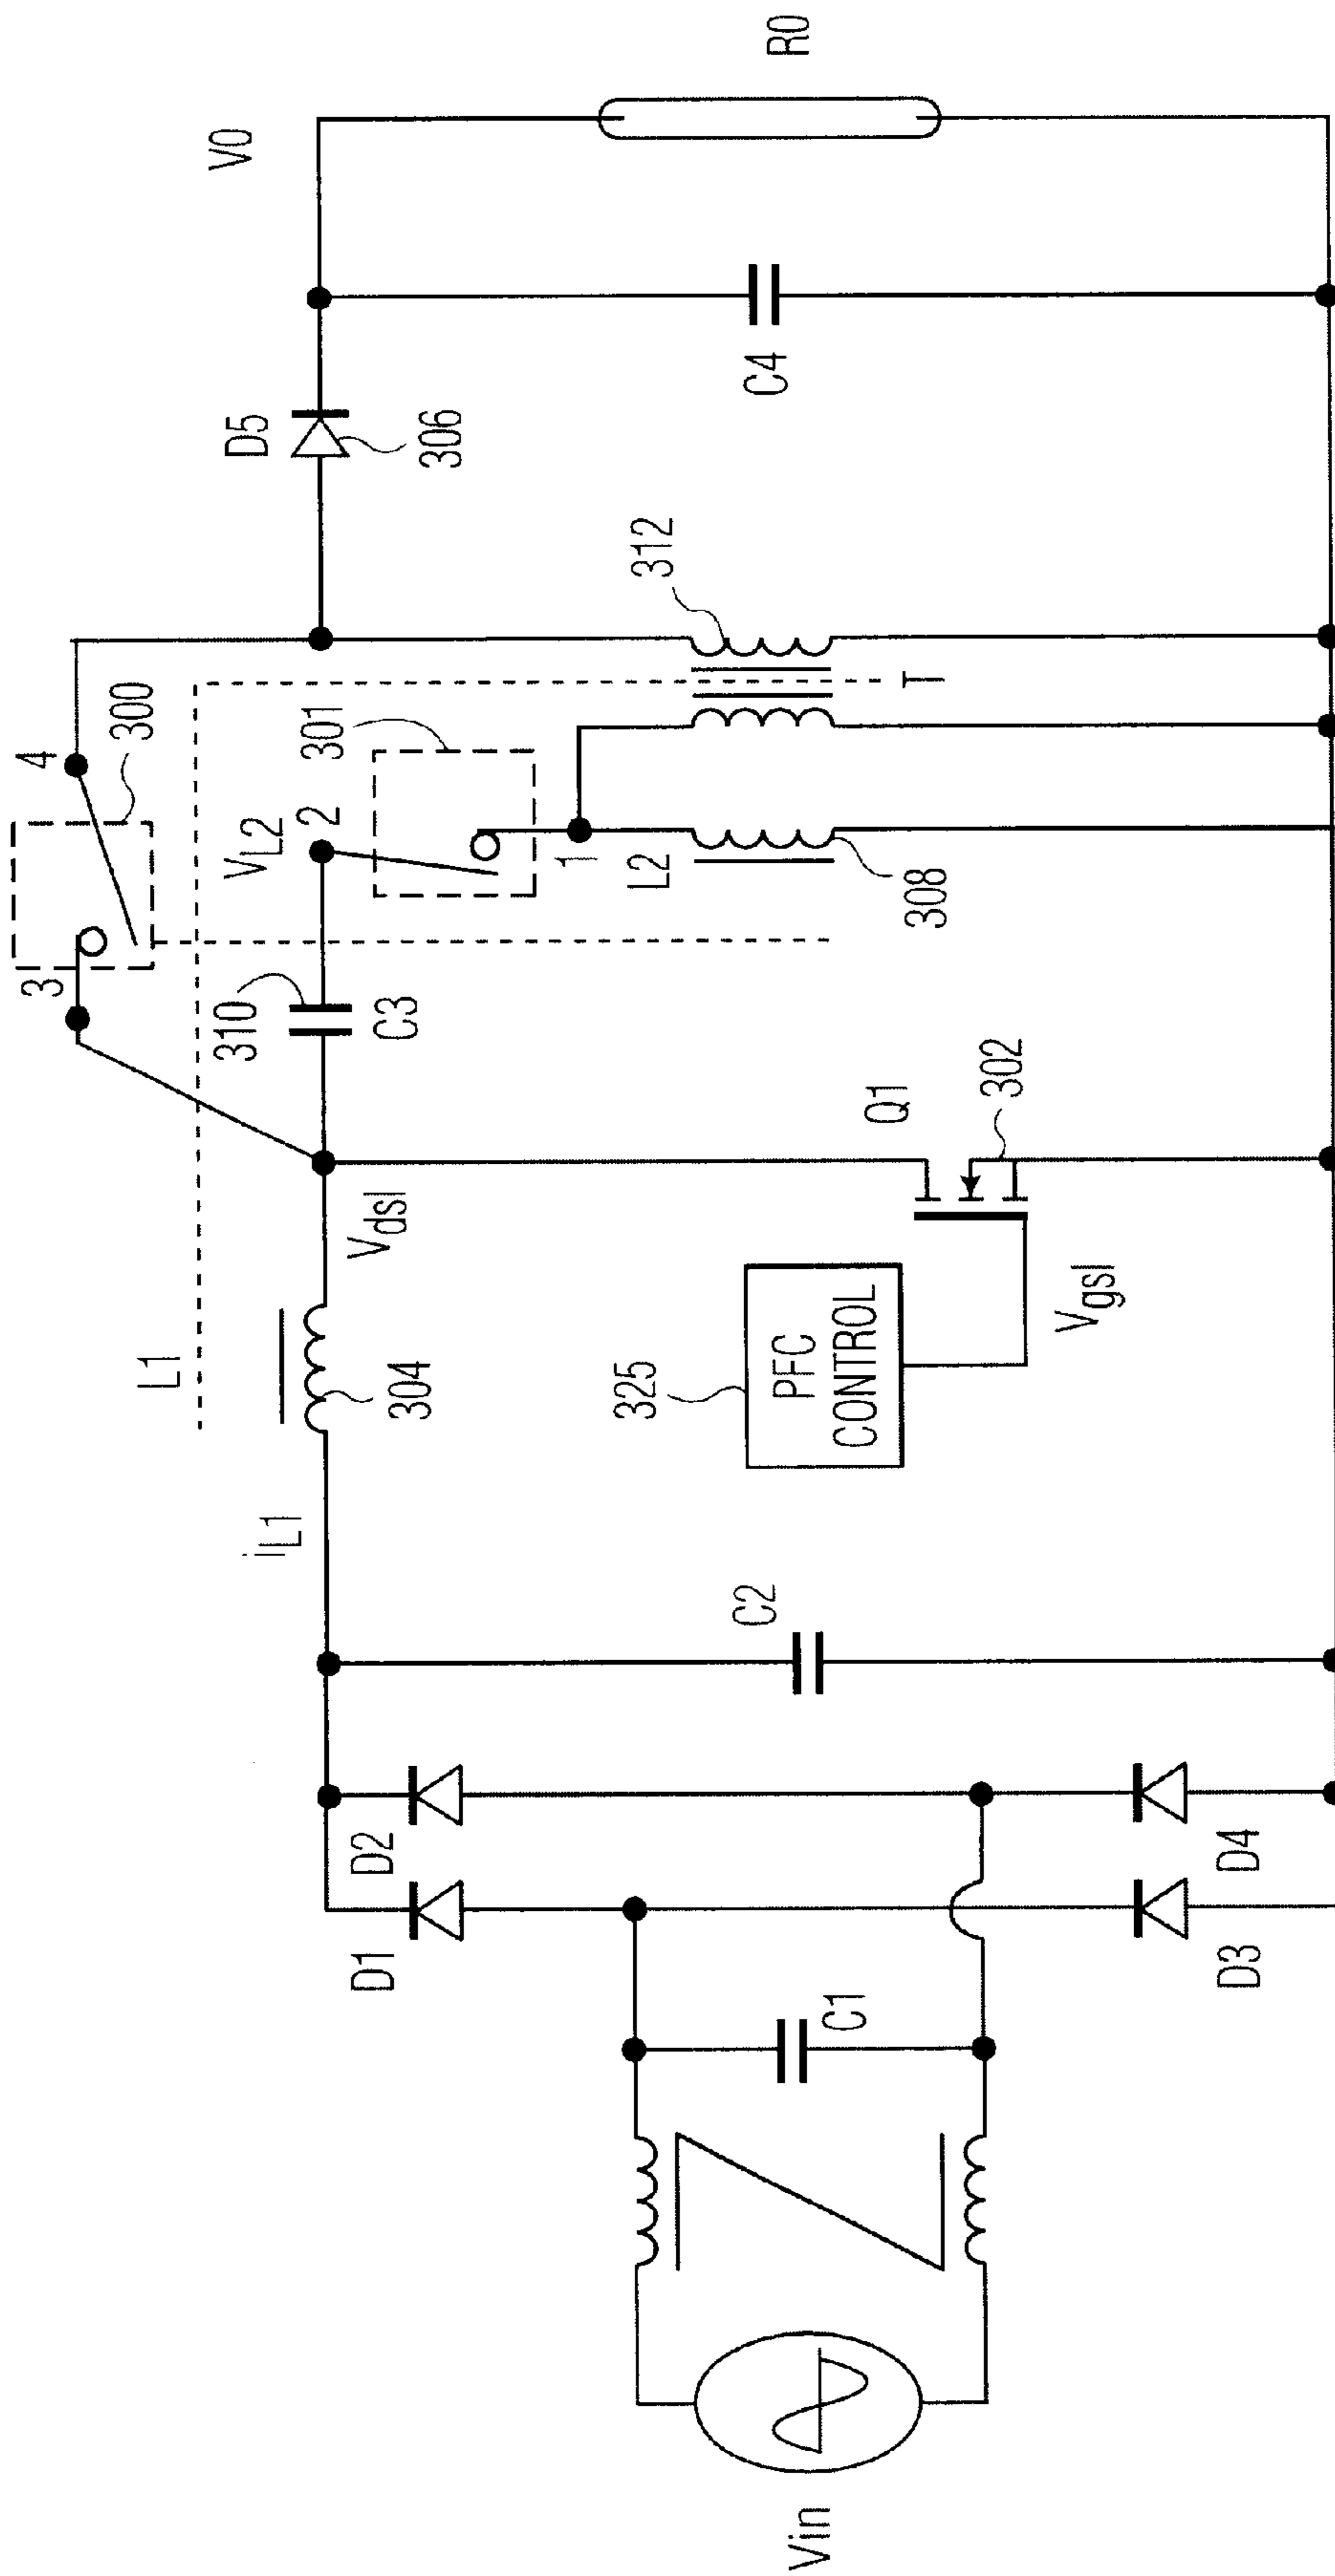 Vin
C1
D1
D2
D3
D4
C2
iL1
L1
304
325
PFC
CONTROL
Vgsl
Vdsl
Q1
302
3
300
4
310
C3
VL2
2
301
1
L2
308
T
312
D5
306
C4
V0
R0